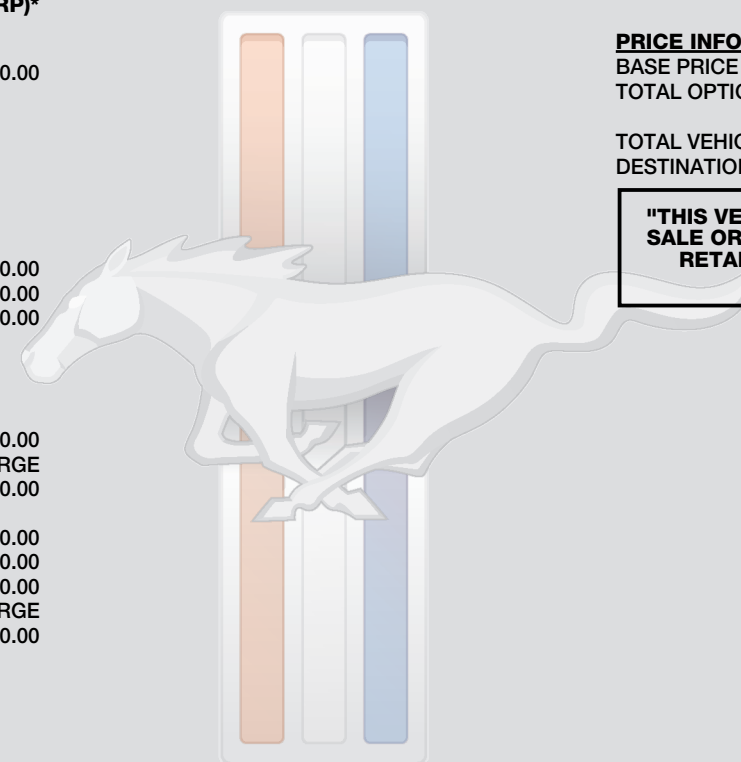 RP)*
0.00
0.00
0.00
0.00
0.00
RGE
0.00
0.00
0.00
0.00
RGE
0.00
PRICE INFO
BASE PRICE
TOTAL OPTIO
TOTAL VEHIC
DESTINATION
"THIS VE
SALE OR
RETAI